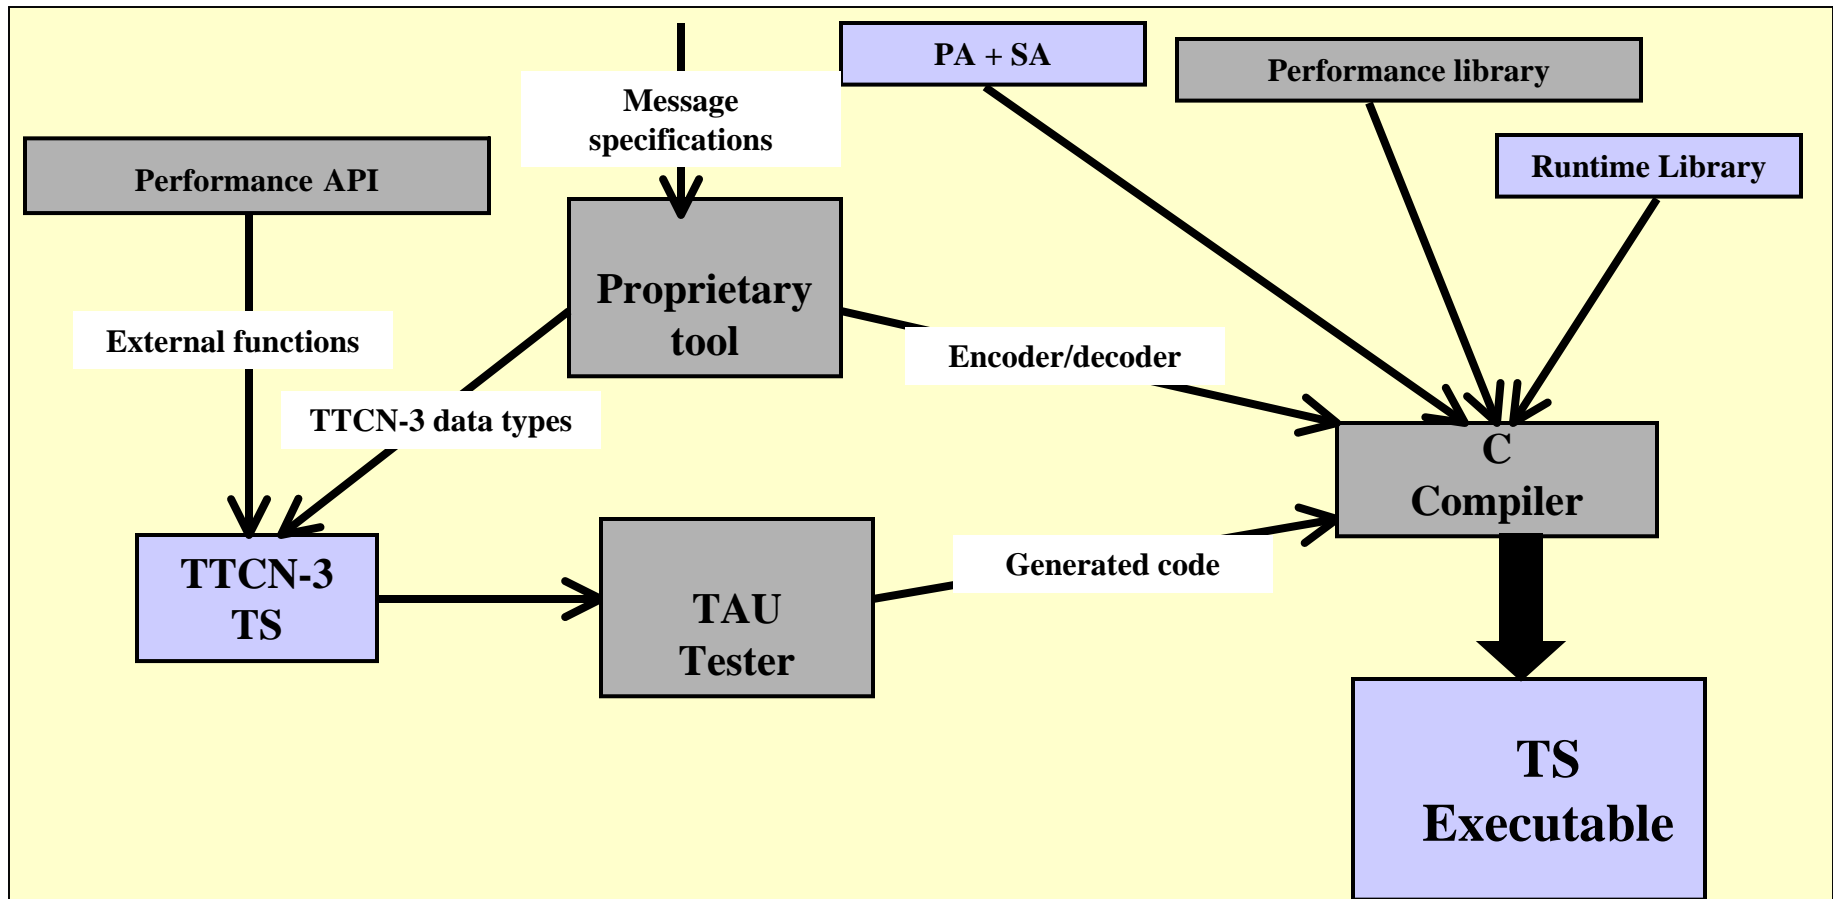 PA + SA
Performance library
Message
specifications
Runtime Library
Performance API
Proprietary
tool
External functions
Encoder/decoder
TTCN-3 data types
C
Compiler
Generated code
TTCN-3
TS
TAU
Tester
TS
Executable